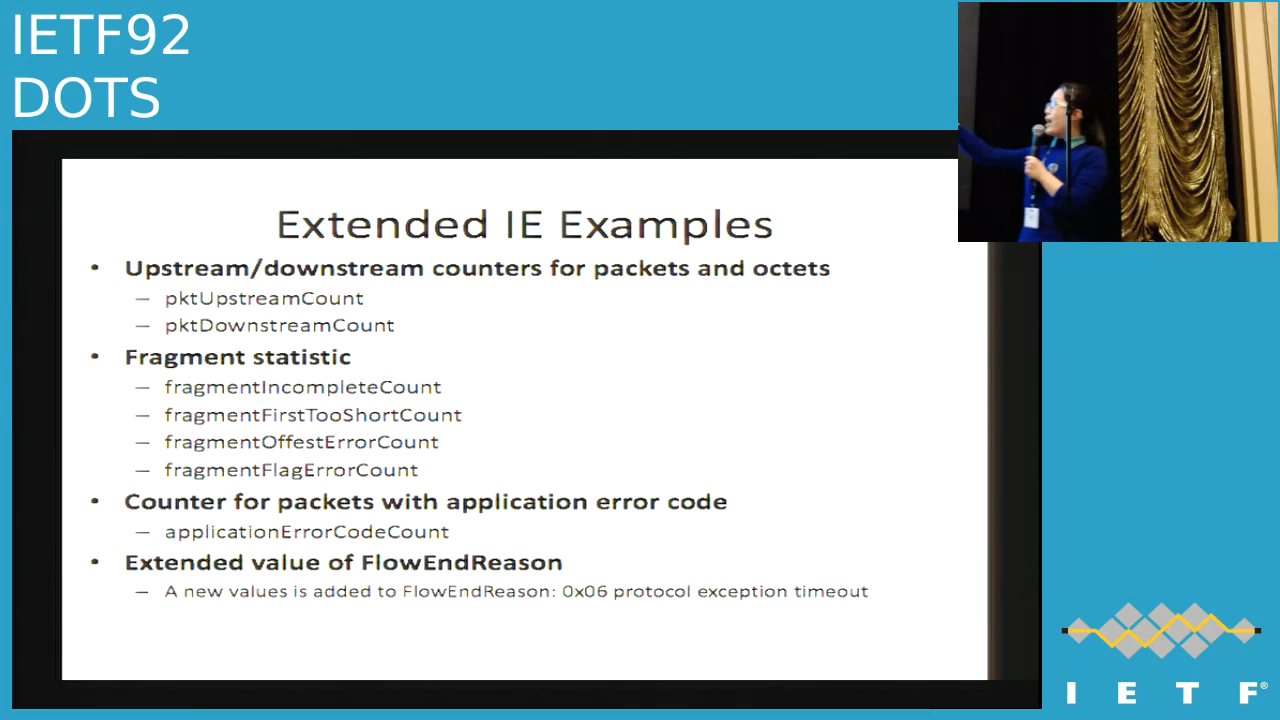 IETF92
DOTS
Extended IE Examples
• Upstream/downstream counters for packets and octets
– pktUpstreamCount
– pktDownstreamCount
• Fragment statistic
– fragmentIncompleteCount
– fragmentFirstTooShortCount
– fragmentOffestErrorCount
– fragmentFlagErrorCount
• Counter for packets with application error code
– applicationErrorCodeCount
• Extended value of FlowEndReason
– A new values is added to FlowEndReason: 0x06 protocol exception timeout
I E T F®